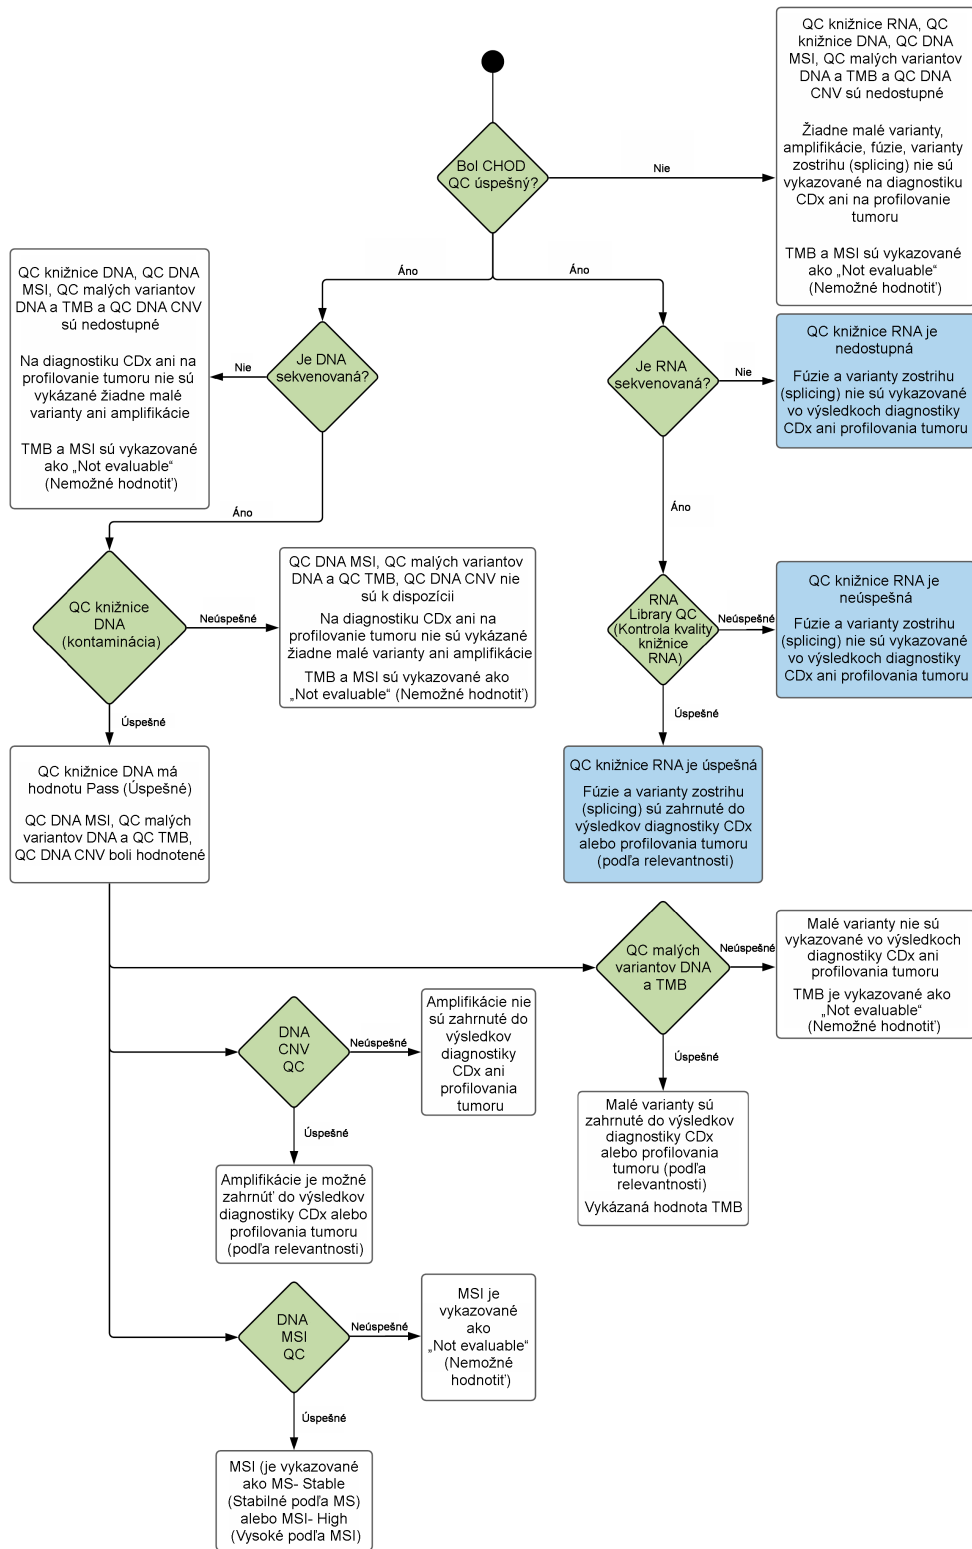 QC knižnice RNA, QC
knižnice DNA, QC DNA
MSI, QC malých variantov
DNA a TMB a QC DNA
CNV sú nedostupné
Žiadne malé varianty,
amplifikácie, fúzie, varianty
zostrihu (splicing) nie sú
vykazované na diagnostiku
CDx ani na profilovanie
tumoru
TMB a MSI sú vykazované
ako „Not evaluable“
(Nemožné hodnotiť)
Bol CHOD
QC úspešný?
Nie
Áno
Áno
QC knižnice DNA, QC DNA
MSI, QC malých variantov
DNA a TMB a QC DNA CNV
sú nedostupné
Na diagnostiku CDx ani na
profilovanie tumoru nie sú
vykázané žiadne malé
varianty ani amplifikácie
TMB a MSI sú vykazované
ako „Not evaluable“
(Nemožné hodnotiť)
Nie
Je DNA
sekvenovaná?
Je RNA
sekvenovaná?
Nie
QC knižnice RNA je
nedostupná
Fúzie a varianty zostrihu
(splicing) nie sú vykazované
vo výsledkoch diagnostiky
CDx ani profilovania tumoru
Áno
Áno
QC knižnice
DNA
(kontaminácia)
Neúspešné
QC DNA MSI, QC malých variantov
DNA a QC TMB, QC DNA CNV nie
sú k dispozícii
Na diagnostiku CDx ani na
profilovanie tumoru nie sú vykázané
žiadne malé varianty ani amplifikácie
TMB a MSI sú vykazované ako
„Not evaluable“ (Nemožné hodnotiť)
RNA
Library QC
(Kontrola kvality
knižnice
RNA)
Neúspešné
QC knižnice RNA je
neúspešná
Fúzie a varianty zostrihu
(splicing) nie sú vykazované
vo výsledkoch diagnostiky
CDx ani profilovania tumoru
Úspešné
Úspešné
QC knižnice DNA má
hodnotu Pass (Úspešné)
QC DNA MSI, QC malých
variantov DNA a QC TMB,
QC DNA CNV boli hodnotené
QC knižnice RNA je úspešná
Fúzie a varianty zostrihu
(splicing) sú zahrnuté do
výsledkov diagnostiky CDx
alebo profilovania tumoru
(podľa relevantnosti)
QC malých
variantov DNA
a TMB
Neúspešné
Malé varianty nie sú
vykazované vo výsledkoch
diagnostiky CDx ani
profilovania tumoru
TMB je vykazované ako
„Not evaluable“
(Nemožné hodnotiť)
DNA
CNV
QC
Neúspešné
Amplifikácie nie
sú zahrnuté do
výsledkov
diagnostiky
CDx ani
profilovania
tumoru
Úspešné
Malé varianty sú
zahrnuté do výsledkov
diagnostiky CDx
alebo profilovania
tumoru (podľa
relevantnosti)
Vykázaná hodnota TMB
Úspešné
Amplifikácie je možné
zahrnúť do výsledkov
diagnostiky CDx alebo
profilovania tumoru
(podľa relevantnosti)
DNA
MSI
QC
Neúspešné
MSI je
vykazované
ako
„Not evaluable“
(Nemožné
hodnotiť)
Úspešné
MSI (je vykazované
ako MS- Stable
(Stabilné podľa MS)
alebo MSI- High
(Vysoké podľa MSI)